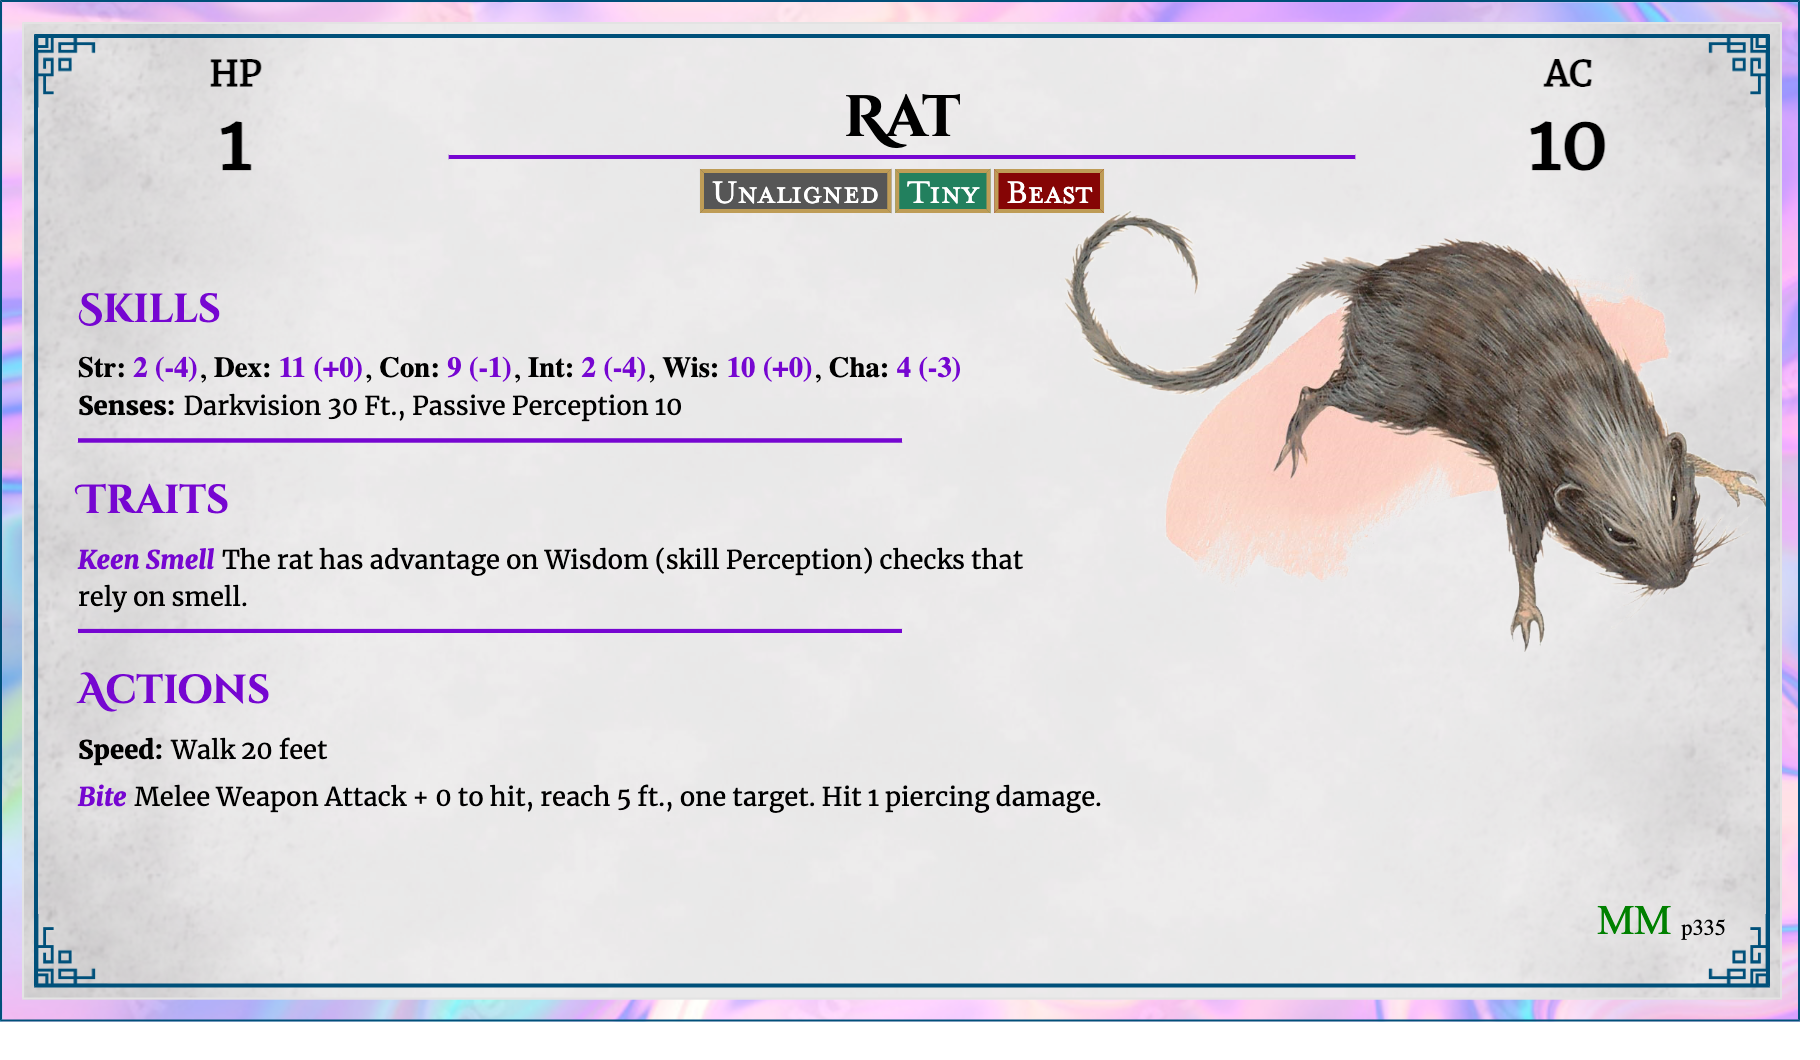 HP
1
RAT
AC
10
Unaligned Tiny Beast
Skills
Str: 2 (-4), Dex: 11 (+0), Con: 9 (-1), Int: 2 (-4), Wis: 10 (+0), Cha: 4 (-3)
Senses: Darkvision 30 Ft., Passive Perception 10
Traits
Keen Smell The rat has advantage on Wisdom (skill Perception) checks that
rely on smell.
Actions
Speed: Walk 20 feet
Bite Melee Weapon Attack + 0 to hit, reach 5 ft., one target. Hit 1 piercing damage.
MM p335